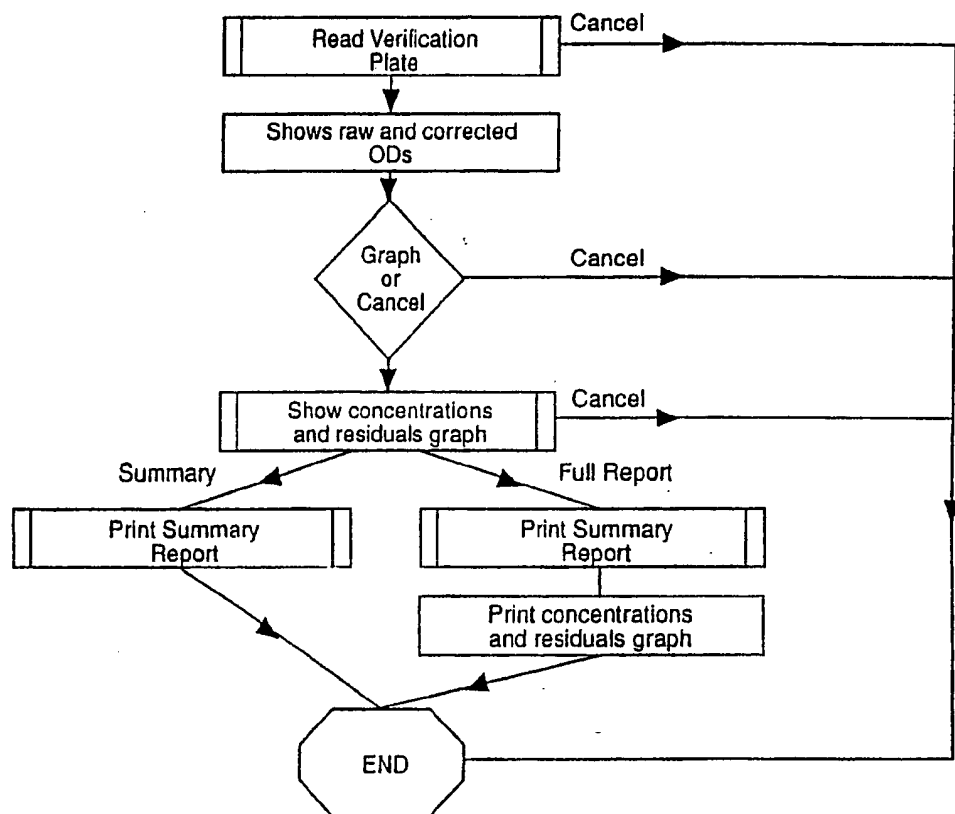 Cancel
Read Verification
Plate
Shows raw and corrected
ODs
Graph
or
Cancel
Cancel
Show concentrations
and residuals graph
Cancel
Summary
Full Report
Print Summary
Report
Print Summary
Report
Print concentrations
and residuals graph
END